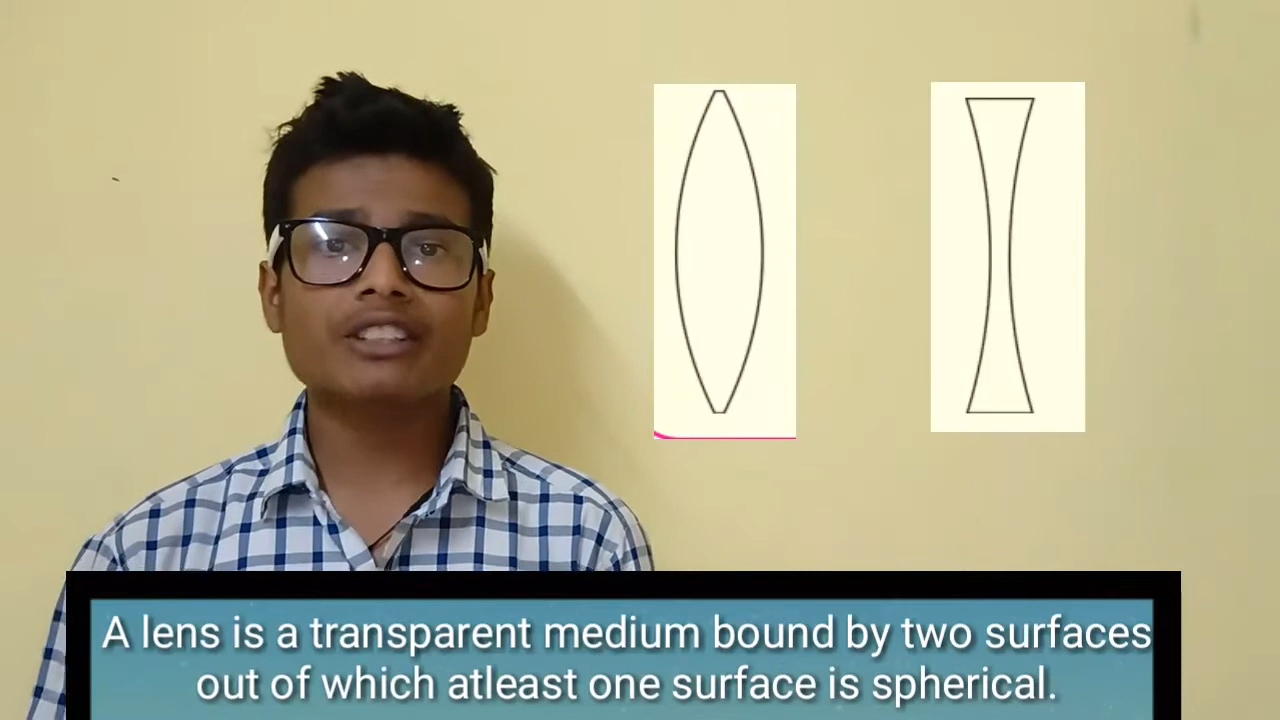 A lens is a transparent medium bound by two surfaces
out of which atleast one surface is spherical.